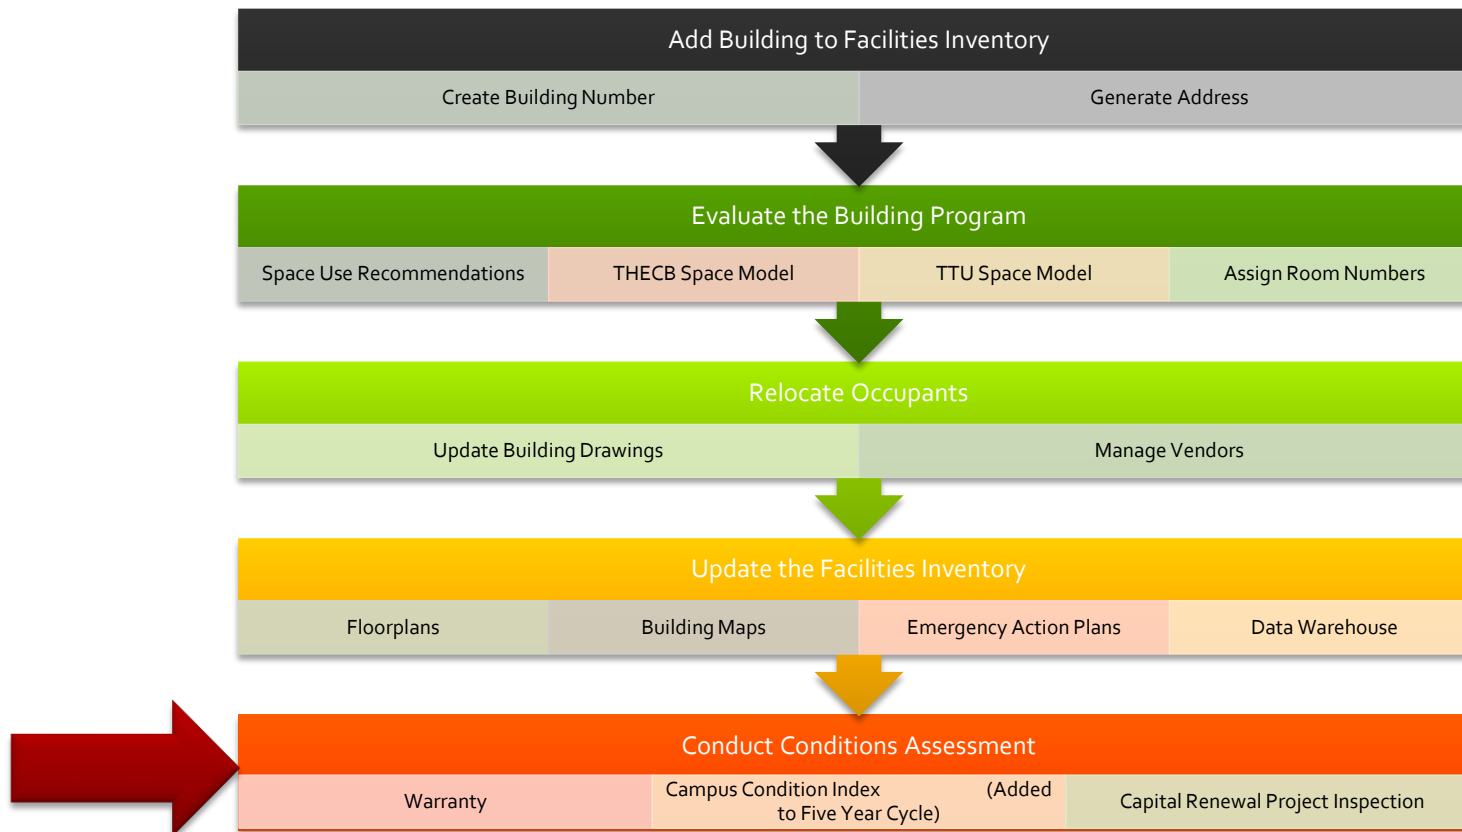 Add Building to Facilities Inventory
Create Building Number
Generate Address
Evaluate the Building Program
Space Use Recommendations
THECB Space Model
TTU Space Model
Assign Room Numbers
Relocate Occupants
Update Building Drawings
Manage Vendors
Update the Facilities Inventory
Floorplans
Building Maps
Emergency Action Plans
Data Warehouse
Conduct Conditions Assessment
Warranty
Campus Condition Index (Added
to Five Year Cycle)
Capital Renewal Project Inspection